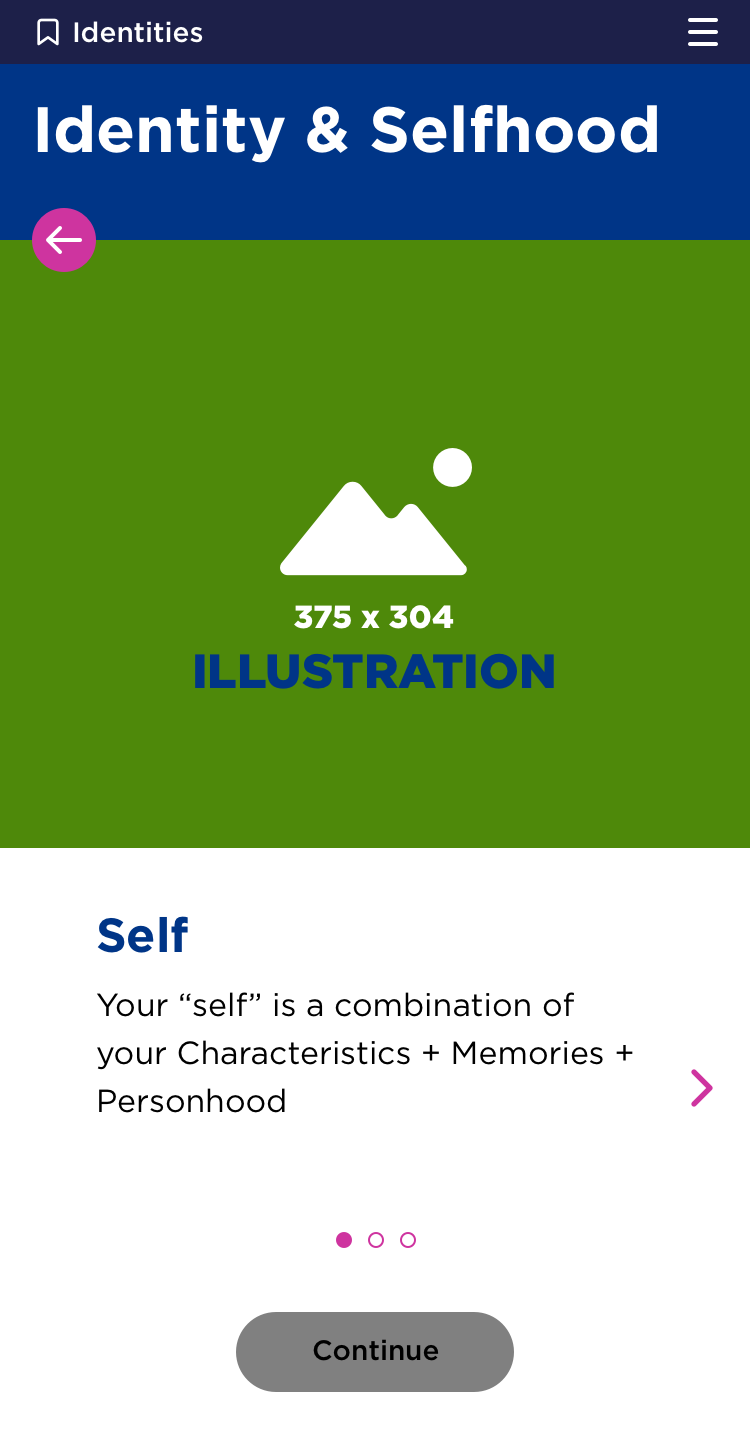 Identities
Identity & Selfhood
375 x 304
ILLUSTRATION
Self
Your “self” is a combination of
your Characteristics + Memories +
Personhood
Continue